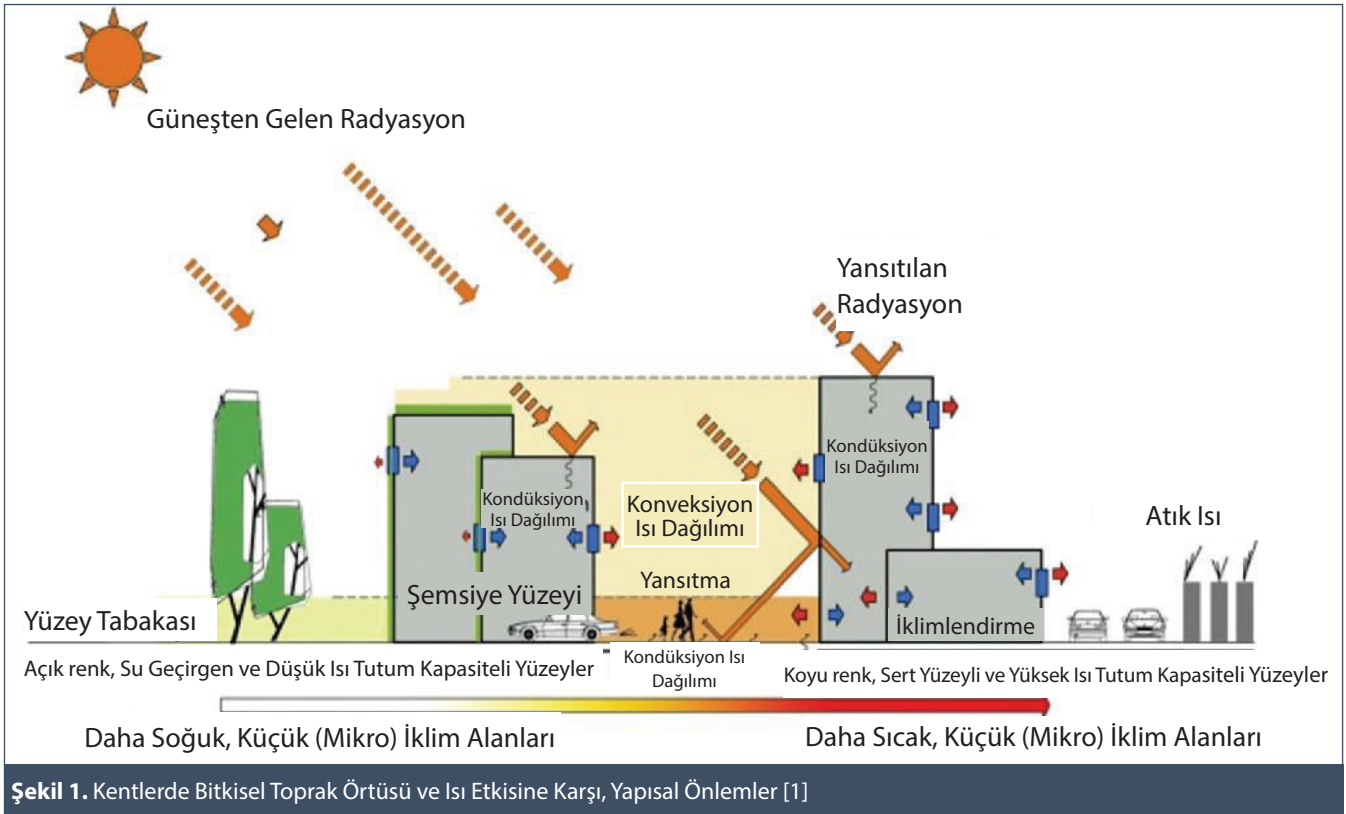 Güneşten Gelen Radyasyon
Yansıtılan
Radyasyon
Kondüksiyon
Isı Dağılımı
Kondüksiyon
Isı Dağılımı
Konveksiyon
Isı Dağılımı
Atık Isı
Yansıtma
Şemsiye Yüzeyi
Yüzey Tabakası
İklimlendirme
Açık renk, Su Geçirgen ve Düşük Isı Tutum Kapasiteli Yüzeyler
Kondüksiyon Isı
Dağılımı
Koyu renk, Sert Yüzeyli ve Yüksek Isı Tutum Kapasiteli Yüzeyler
Daha Soğuk, Küçük (Mikro) İklim Alanları
Daha Sıcak, Küçük (Mikro) İklim Alanları
Şekil 1. Kentlerde Bitkisel Toprak Örtüsü ve Isı Etkisine Karşı, Yapısal Önlemler [1]